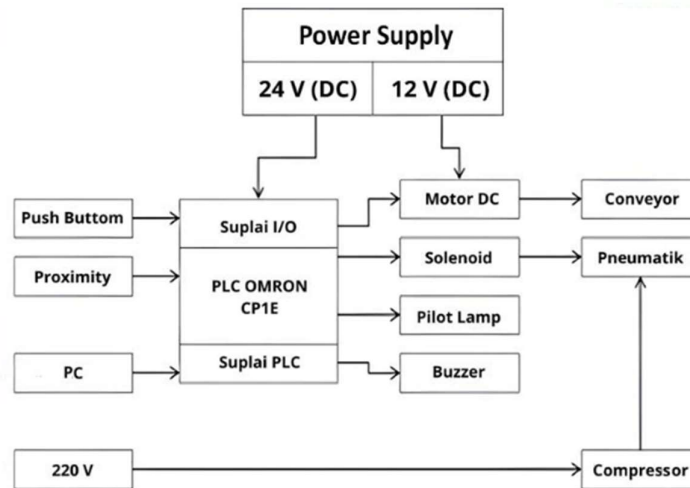 Power Supply
24 V (DC)
12 V (DC)
Push Buttom
Suplai I/O
Motor DC
Conveyor
Proximity
PLC OMRON
CP1E
Solenoid
Pneumatik
Pilot Lamp
PC
Suplai PLC
Buzzer
220 V
Compressor